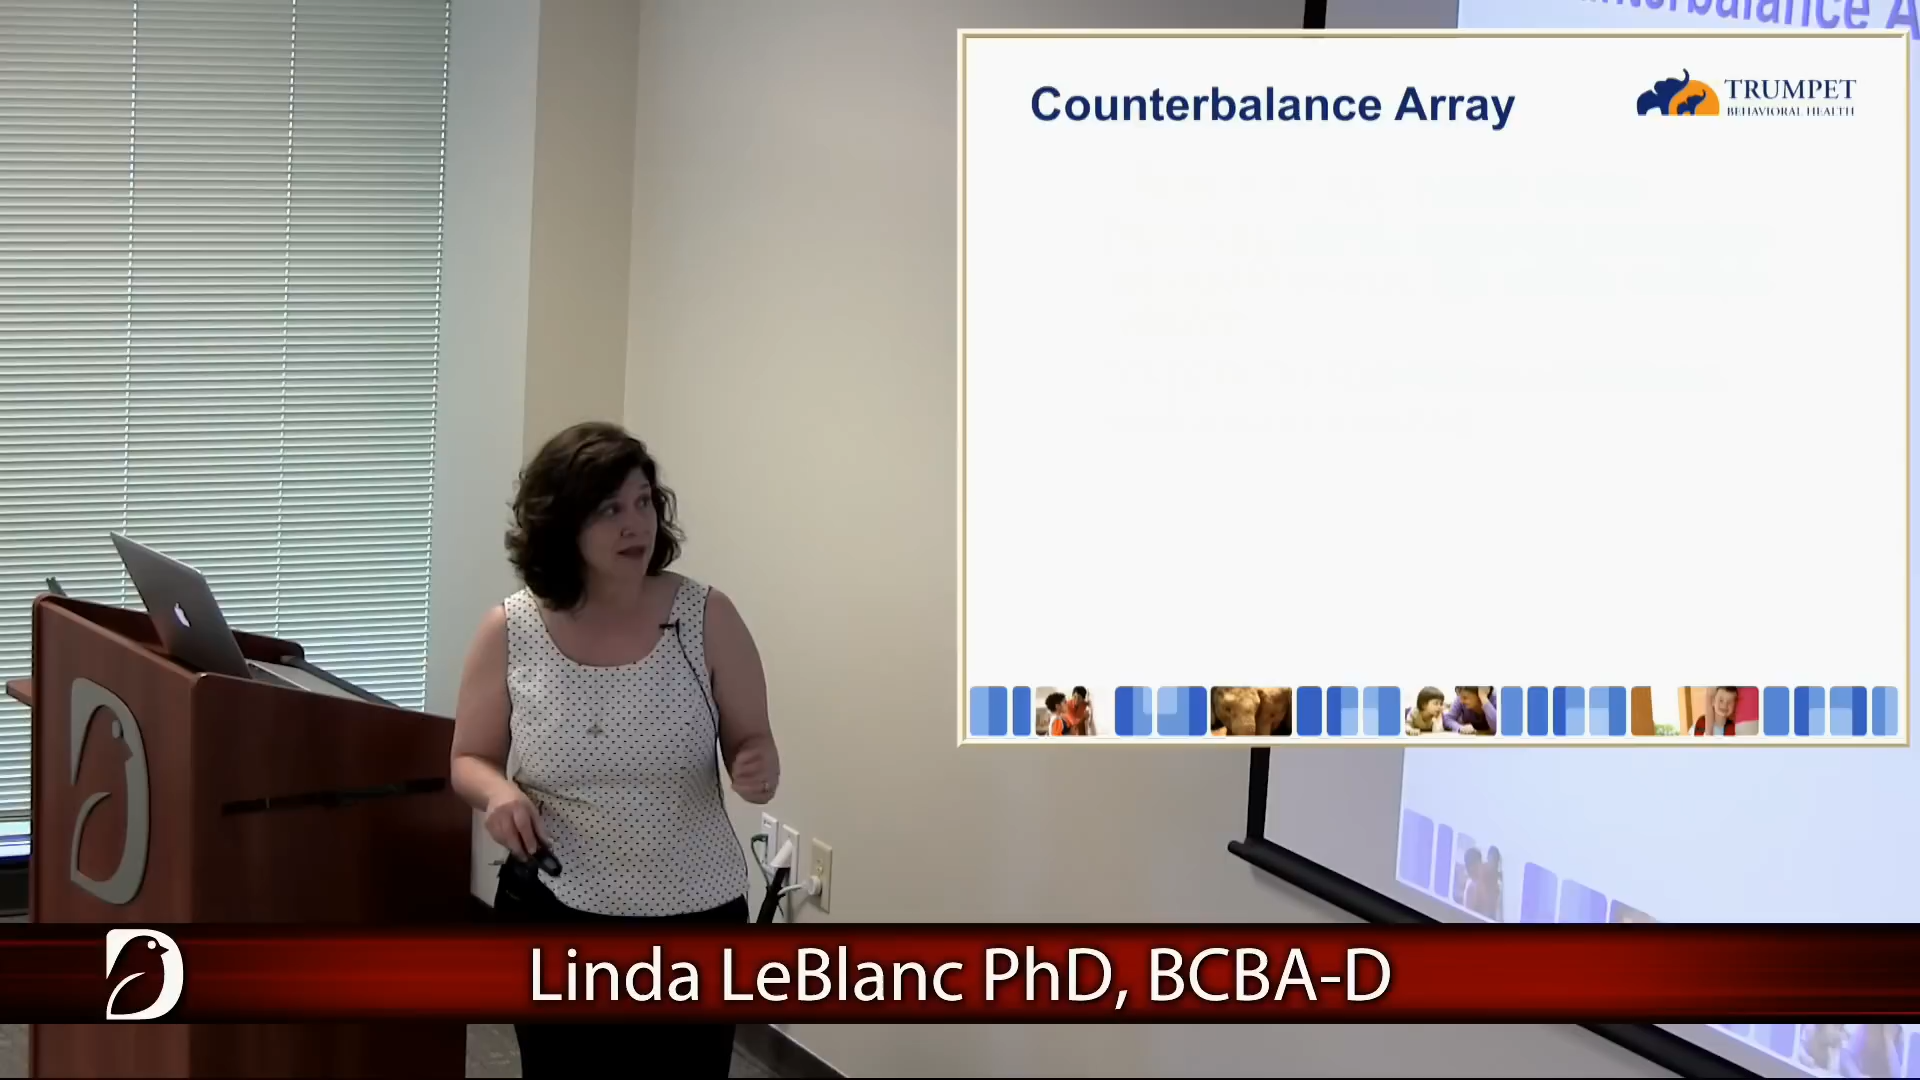 Counterbalance Array
TRUMPET
BEHAVIORAL HEALTH
Linda LeBlanc PhD, BCBA-D